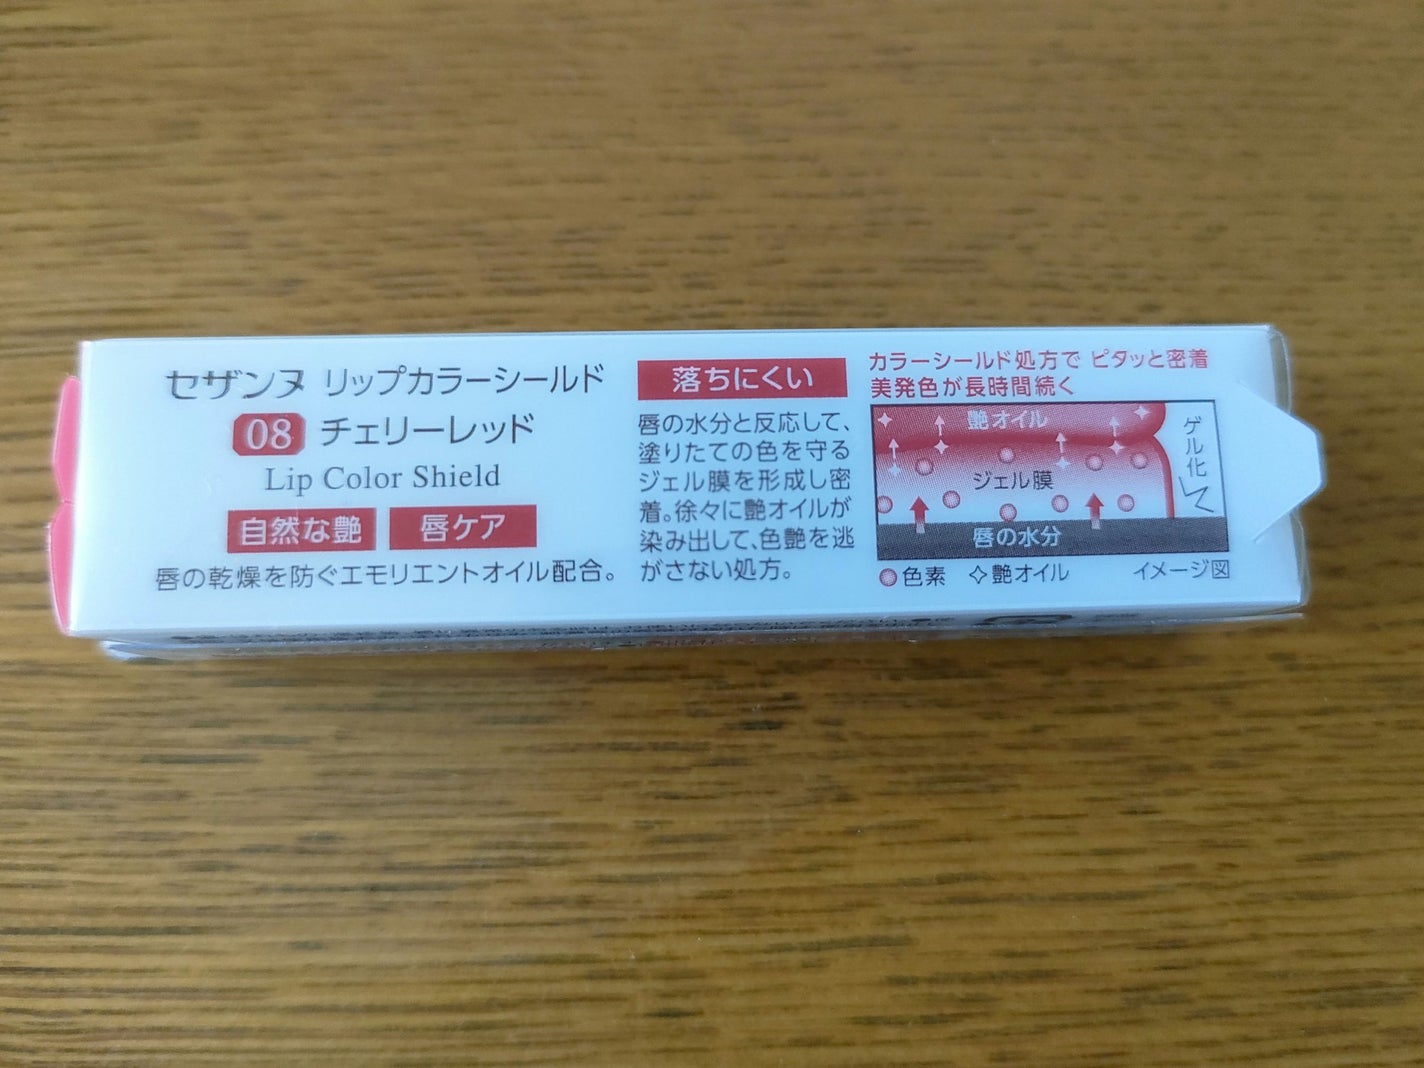 セザンヌ リップカラーシールド
08 チェリーレッド
Lip Color Shield
自然な艶 唇ケア
唇の乾燥を防ぐエモリエントオイル配合。
落ちにくい
唇の水分と反応して、
塗りたての色を守る
ジェル膜を形成し密
着。徐々に艶オイルが
染み出して、色艶を逃
がさない処方。
カラーシールド処方で ピタッと密着
美発色が長時間続く
艶オイル
ジェル膜
唇の水分
ゲル化
色素 艶オイル イメージ図